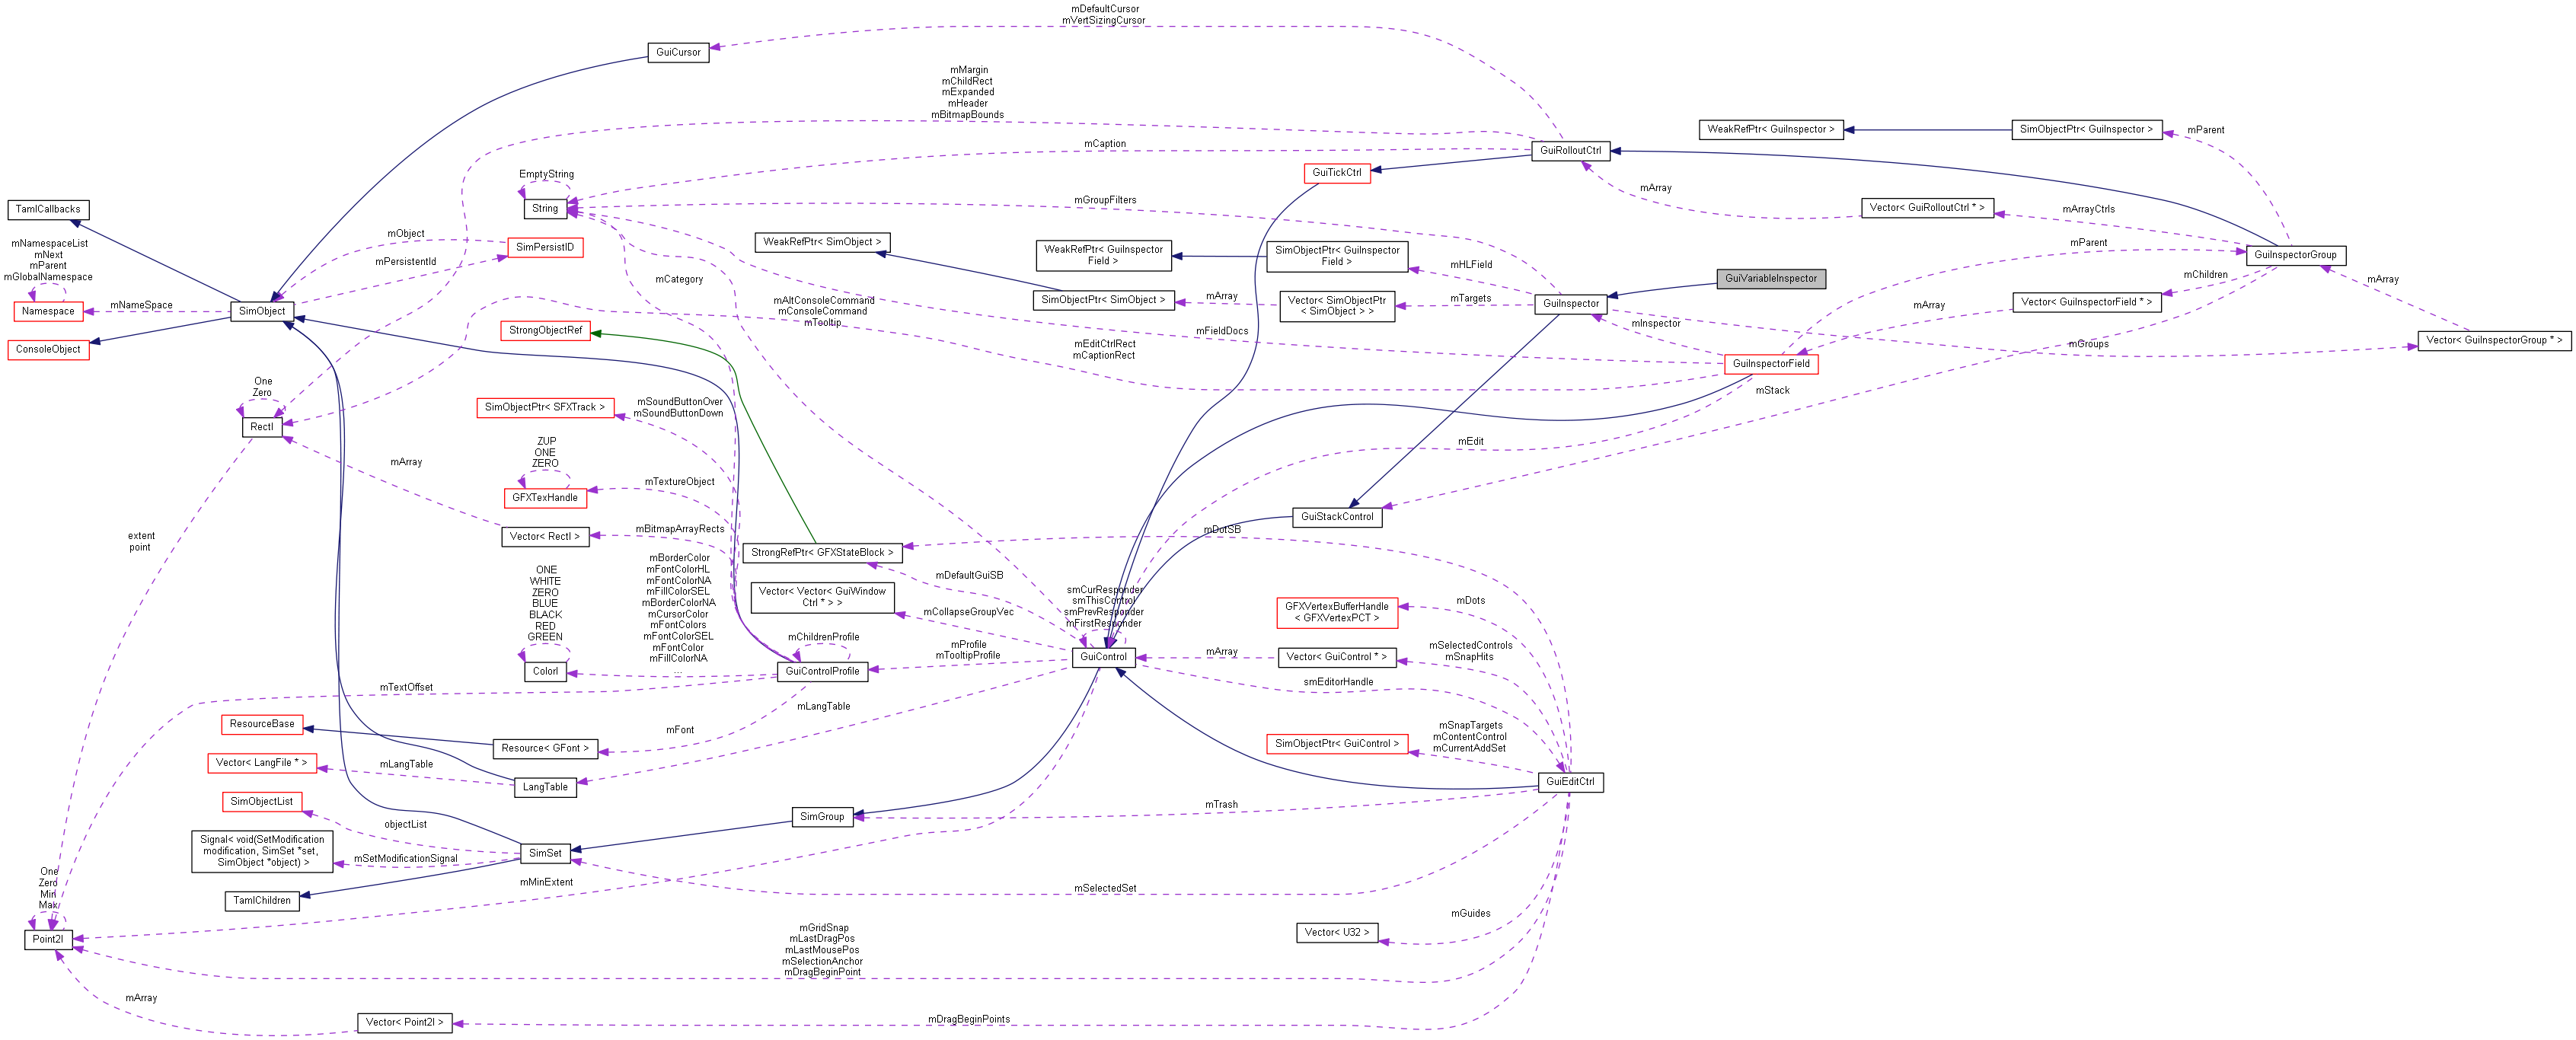 mDefaultCursor
mVertSizingCursor
GuiCursor
mMargin
mChildRect
mExpanded
mHeader
mBitmapBounds
WeakRefPtr< GuiInspector >
SimObjectPtr< GuiInspector >
mParent
mCaption
GuiRolloutCtrl
EmptyString
GuiTickCtrl
mArray
TamlCallbacks
String
mGroupFilters
Vector< GuiRolloutCtrl * >
mArrayCtrls
mObject
SimPersistID
WeakRefPtr< SimObject >
WeakRefPtr< GuiInspector
Field >
SimObjectPtr< GuiInspector
Field >
mParent
GuiInspectorGroup
mNamespaceList
mNext
mParent
mGlobalNamespace
mPersistentId
mCategory
mHLField
GuiVariableInspector
mChildren
mArray
Namespace
mNameSpace
SimObject
mAltConsoleCommand
mConsoleCommand
mTooltip
SimObjectPtr< SimObject >
mArray
Vector< SimObjectPtr
< SimObject > >
mTargets
GuiInspector
mArray
Vector< GuiInspectorField * >
StrongObjectRef
mFieldDocs
mInspector
ConsoleObject
mEditCtrlRect
mCaptionRect
mGroups
Vector< GuiInspectorGroup * >
GuiInspectorField
One
Zero
mStack
SimObjectPtr< SFXTrack >
mSoundButtonOver
mSoundButtonDown
RectI
ZUP
ONE
ZERO
mEdit
mArray
GFXTexHandle
mTextureObject
GuiStackControl
extent
point
Vector< RectI >
mBitmapArrayRects
mDotSB
StrongRefPtr< GFXStateBlock >
mBorderColor
mFontColorHL
mFontColorNA
mFillColorSEL
mBorderColorNA
mCursorColor
mFontColors
mFontColorSEL
mFontColor
mFillColorNA
...
ONE
WHITE
ZERO
BLUE
BLACK
RED
GREEN
mDefaultGuiSB
Vector< Vector< GuiWindow
Ctrl * > >
mCollapseGroupVec
smCurResponder
smThisControl
smPrevResponder
mFirstResponder
GFXVertexBufferHandle
< GFXVertexPCT >
mDots
mChildrenProfile
mProfile
mTooltipProfile
GuiControl
mArray
Vector< GuiControl * >
mSelectedControls
mSnapHits
ColorI
GuiControlProfile
mTextOffset
smEditorHandle
mLangTable
ResourceBase
mFont
Resource< GFont >
SimObjectPtr< GuiControl >
mSnapTargets
mContentControl
mCurrentAddSet
Vector< LangFile * >
mLangTable
LangTable
GuiEditCtrl
SimObjectList
objectList
SimGroup
mTrash
Signal< void(SetModification
modification, SimSet *set,
SimObject *object) >
mSetModificationSignal
SimSet
One
Zero
Min
Max
mMinExtent
mSelectedSet
TamlChildren
mGuides
Vector< U32 >
Point2I
mGridSnap
mLastDragPos
mLastMousePos
mSelectionAnchor
mDragBeginPoint
mArray
Vector< Point2I >
mDragBeginPoints